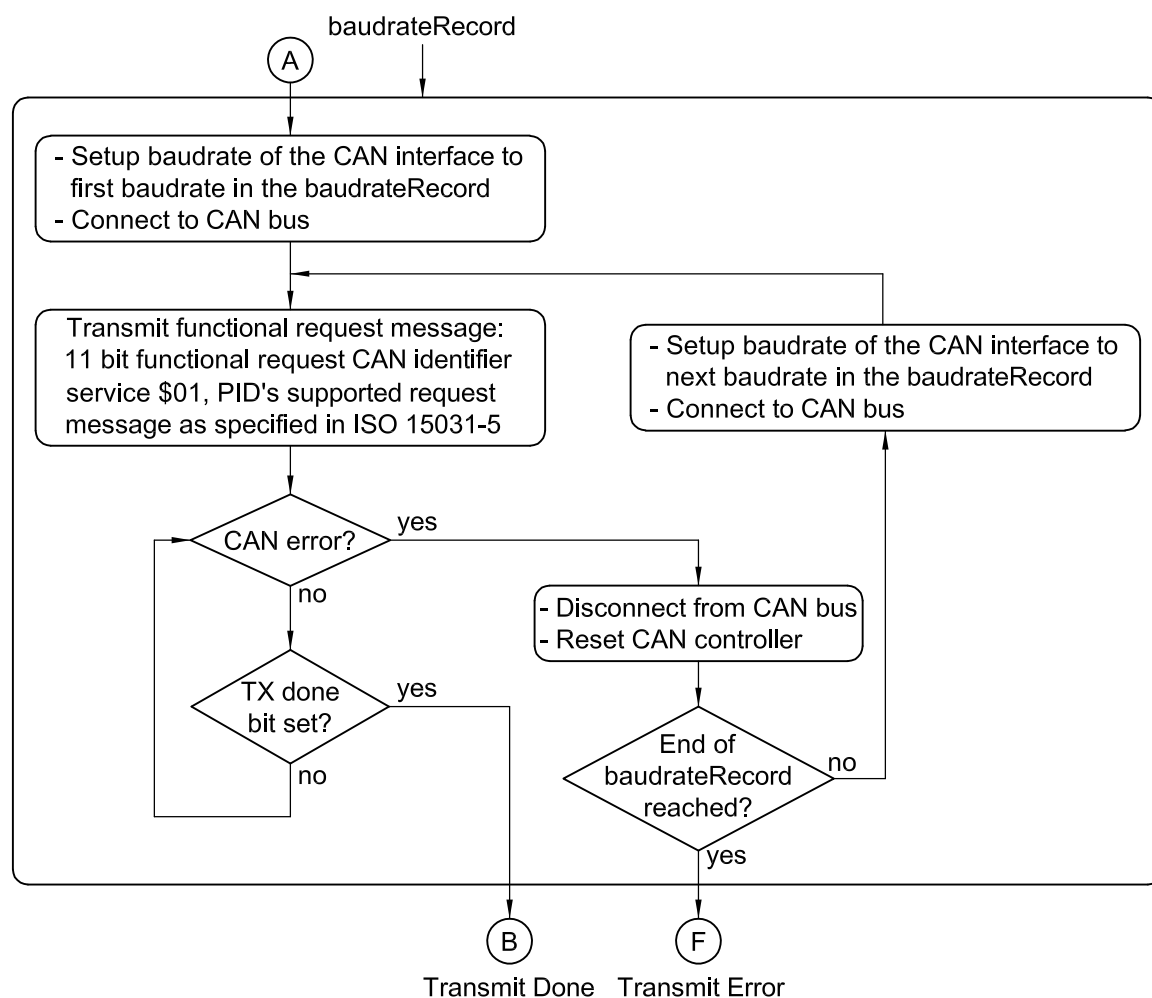 baudrateRecord
A
- Setup baudrate of the CAN interface to
first baudrate in the baudrateRecord
- Connect to CAN bus
Transmit functional request message:
11 bit functional request CAN identifier
service $01, PID's supported request
message as specified in ISO 15031-5
- Setup baudrate of the CAN interface to
next baudrate in the baudrateRecord
- Connect to CAN bus
CAN error?
yes
no
- Disconnect from CAN bus
- Reset CAN controller
TX done
bit set?
yes
no
End of
baudrateRecord
reached?
no
yes
B
F
Transmit Done
Transmit Error